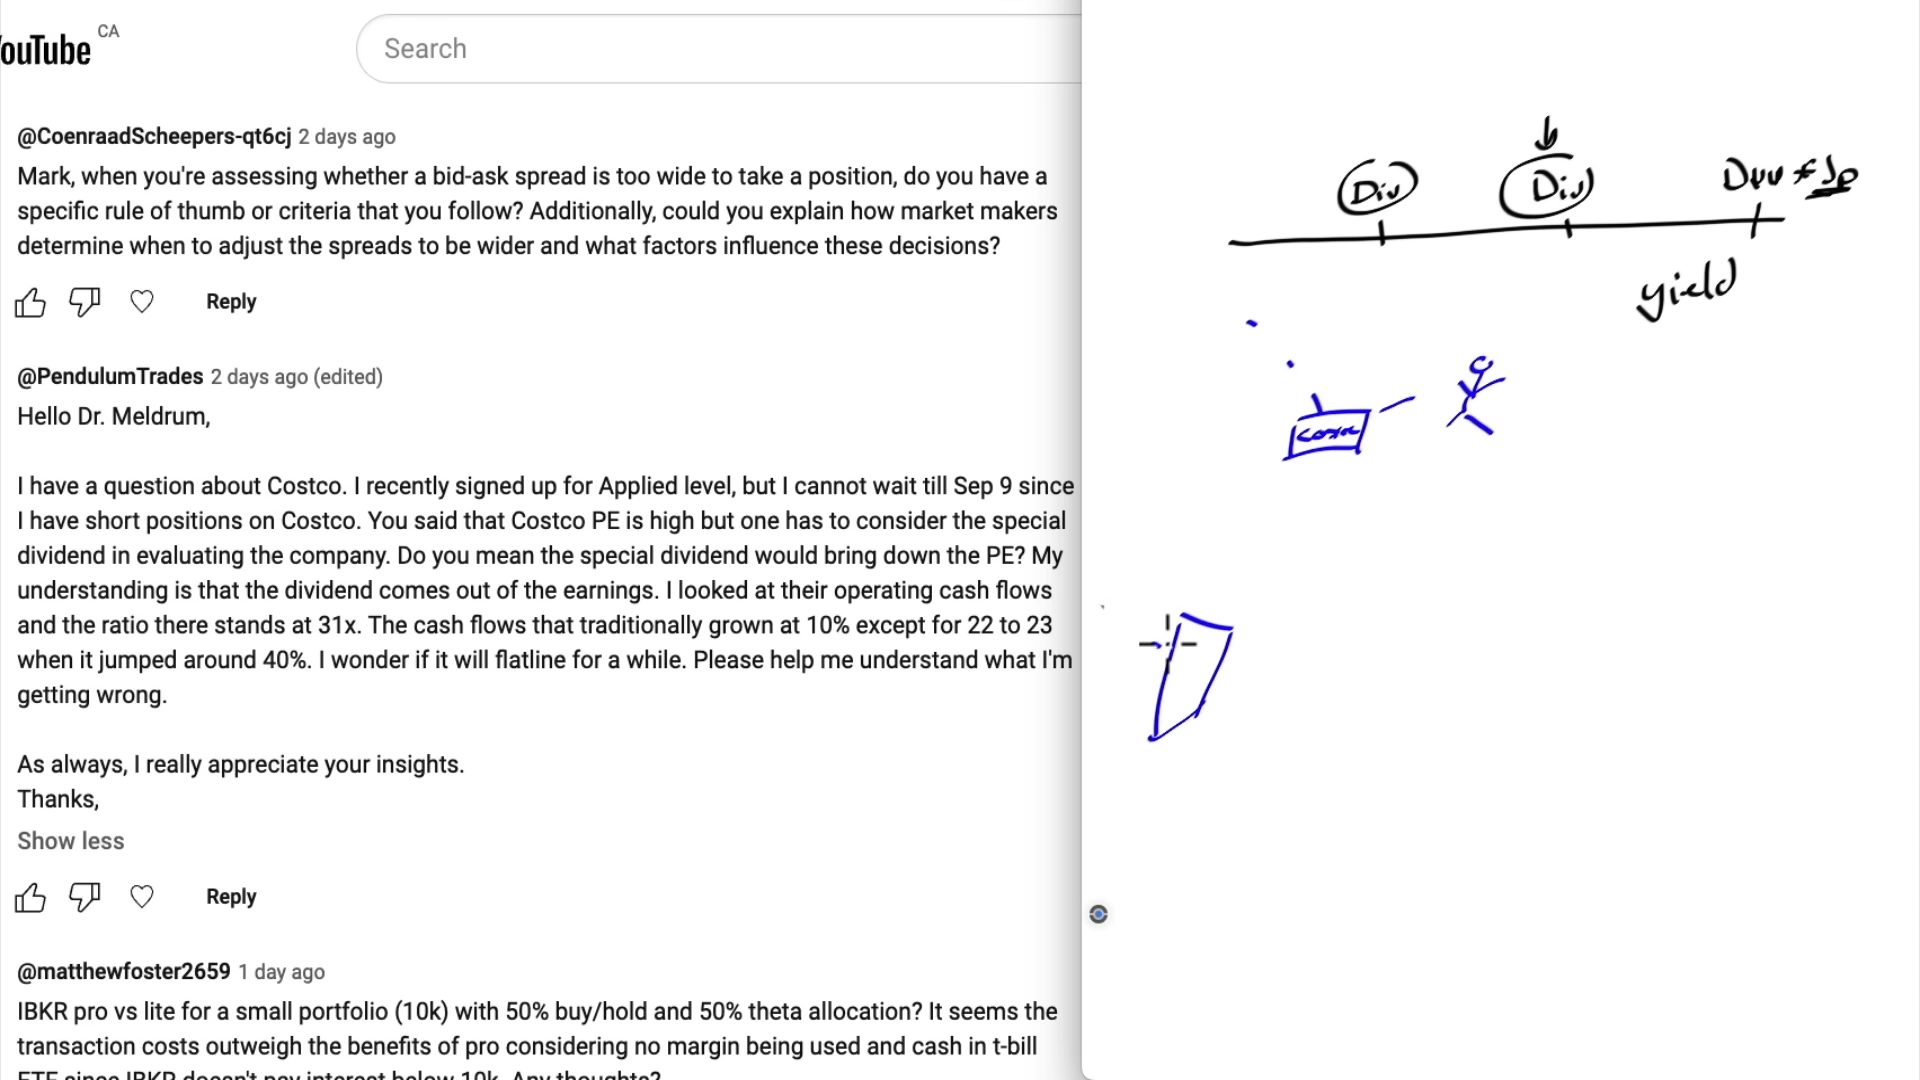 ouTube CA
Search
@CoenraadScheepers-qt6cj 2 days ago
Mark, when you're assessing whether a bid-ask spread is too wide to take a position, do you have a
specific rule of thumb or criteria that you follow? Additionally, could you explain how market makers
determine when to adjust the spreads to be wider and what factors influence these decisions?
Reply
@PendulumTrades 2 days ago (edited)
Hello Dr. Meldrum,
I have a question about Costco. I recently signed up for Applied level, but I cannot wait till Sep 9 since
I have short positions on Costco. You said that Costco PE is high but one has to consider the special
dividend in evaluating the company. Do you mean the special dividend would bring down the PE? My
understanding is that the dividend comes out of the earnings. I looked at their operating cash flows
and the ratio there stands at 31x. The cash flows that traditionally grown at 10% except for 22 to 23
when it jumped around 40%. I wonder if it will flatline for a while. Please help me understand what I'm
getting wrong.
As always, I really appreciate your insights.
Thanks,
Show less
Reply
@matthewfoster2659 1 day ago
IBKR pro vs lite for a small portfolio (10k) with 50% buy/hold and 50% theta allocation? It seems the
transaction costs outweigh the benefits of pro considering no margin being used and cash in t-bill
ETF since IBKR doesn't pay interest below 10k. Any thoughts?
Div
Div
yield